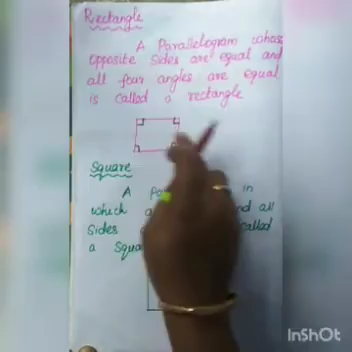 Rectangle
A Parallelogram whose
opposite sides are equal and
all four angles are equal
is called a rectangle
Square
A in
which all
sides called
a
InShOt